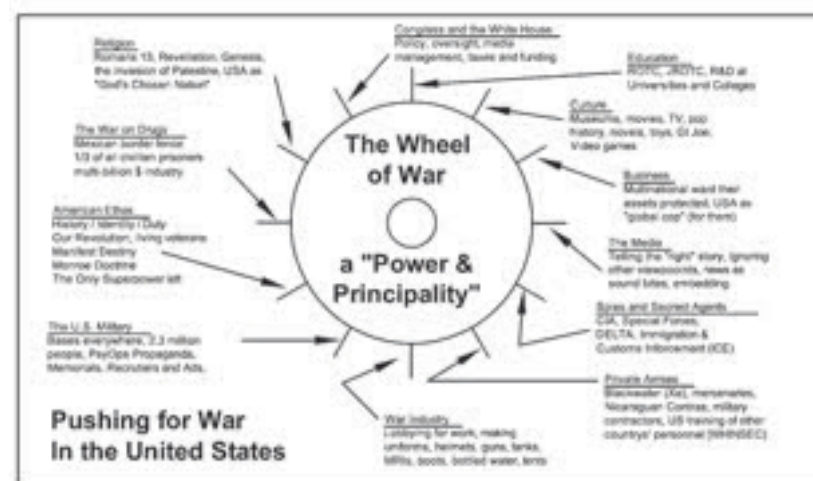 Congress and the White House
Policy, oversight, media
management, taxes and funding
Education
ROTC, JROTC, R&D at
Universities and Colleges
Culture
Museums, movies, TV, pop
history, novels, toys, GI Joe,
Video games
Business
Multinational want their
assets protected, USA as
"global cop" (for them)
The Media
Telling the "right" story, ignoring
other viewpoints, news as
sound bites, embedding
Spies and Secret Agents
CIA, Special Forces,
DELTA, Immigration &
Customs Enforcement (ICE)
Private Armies
Blackwater (Xe), mercenaries,
Nicaraguan Contras, military
contractors, US training of other
countrys' personnel [WHINSEC]
War Industry
Lobbying for work, making
uniforms, helmets, guns, tanks,
MREs, boots, bottled water, tents
The U.S. Military
Bases everywhere, 2.3 million
people, PsyOps Propaganda,
Memorials, Recruiters and Ads,
American Ethos
History / Identity / Duty
Our Revolution, living veterans
Manifest Destiny
Monroe Doctrine
The Only Superpower left
The War on Drugs
Mexican border fence
1/3 of all civilian prisoners
multi-billion $ industry
Religion
Romans 13, Revelation, Genesis,
the invasion of Palestine, USA as
"God's Chosen Nation"
The Wheel
of War
a "Power &
Principality"
Pushing for War
In the United States